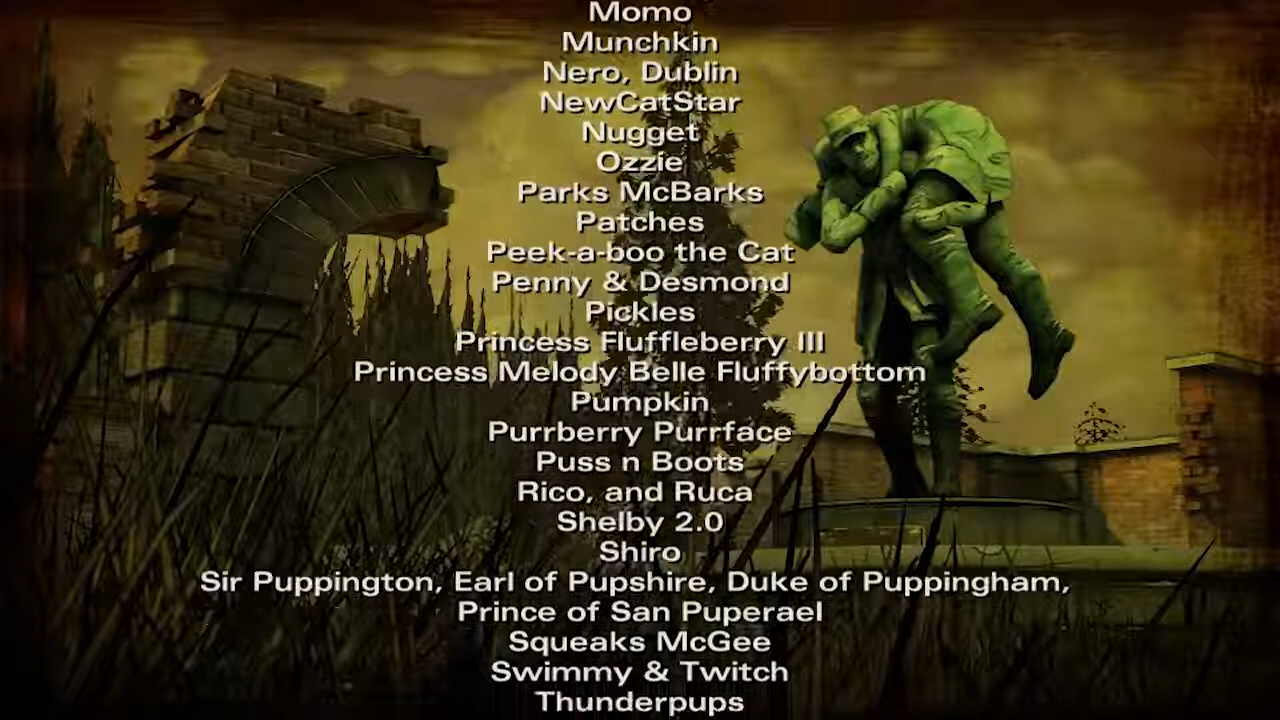 Momo
Munchkin
Nero, Dublin
NewCatStar
Nugget
Ozzie
Parks McBarks
Patches
Peek-a-boo the Cat
Penny & Desmond
Pickles
Princess Fluffleberry III
Princess Melody Belle Fluffybottom
Pumpkin
Purrberry Purrface
Puss n Boots
Rico, and Ruca
Shelby 2.0
Shiro
Sir Puppington, Earl of Pupshire, Duke of Puppingham,
Prince of San Puperael
Squeaks McGee
Swimmy & Twitch
Thunderpups